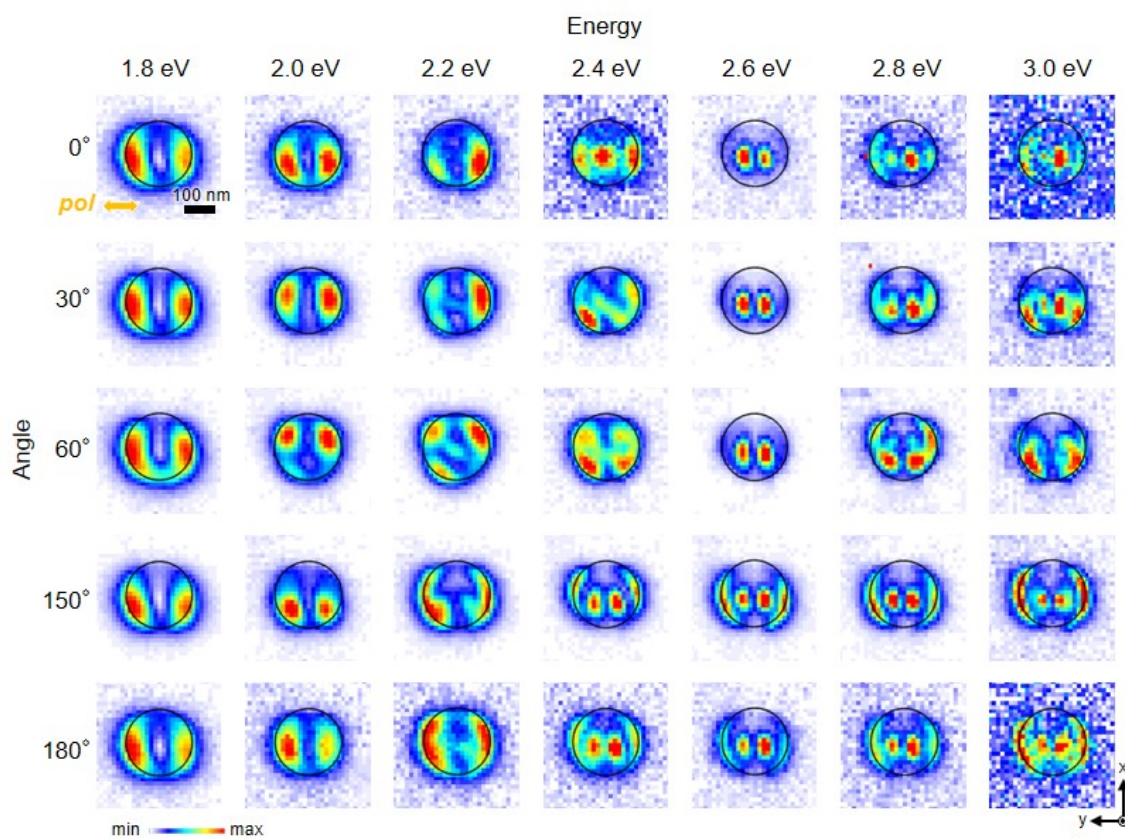 Energy
1.8 eV 2.0 eV 2.2 eV 2.4 eV 2.6 eV 2.8 eV 3.0 eV
0°
pol
100 nm
30°
Angle
60°
150°
180°
x
y
min max